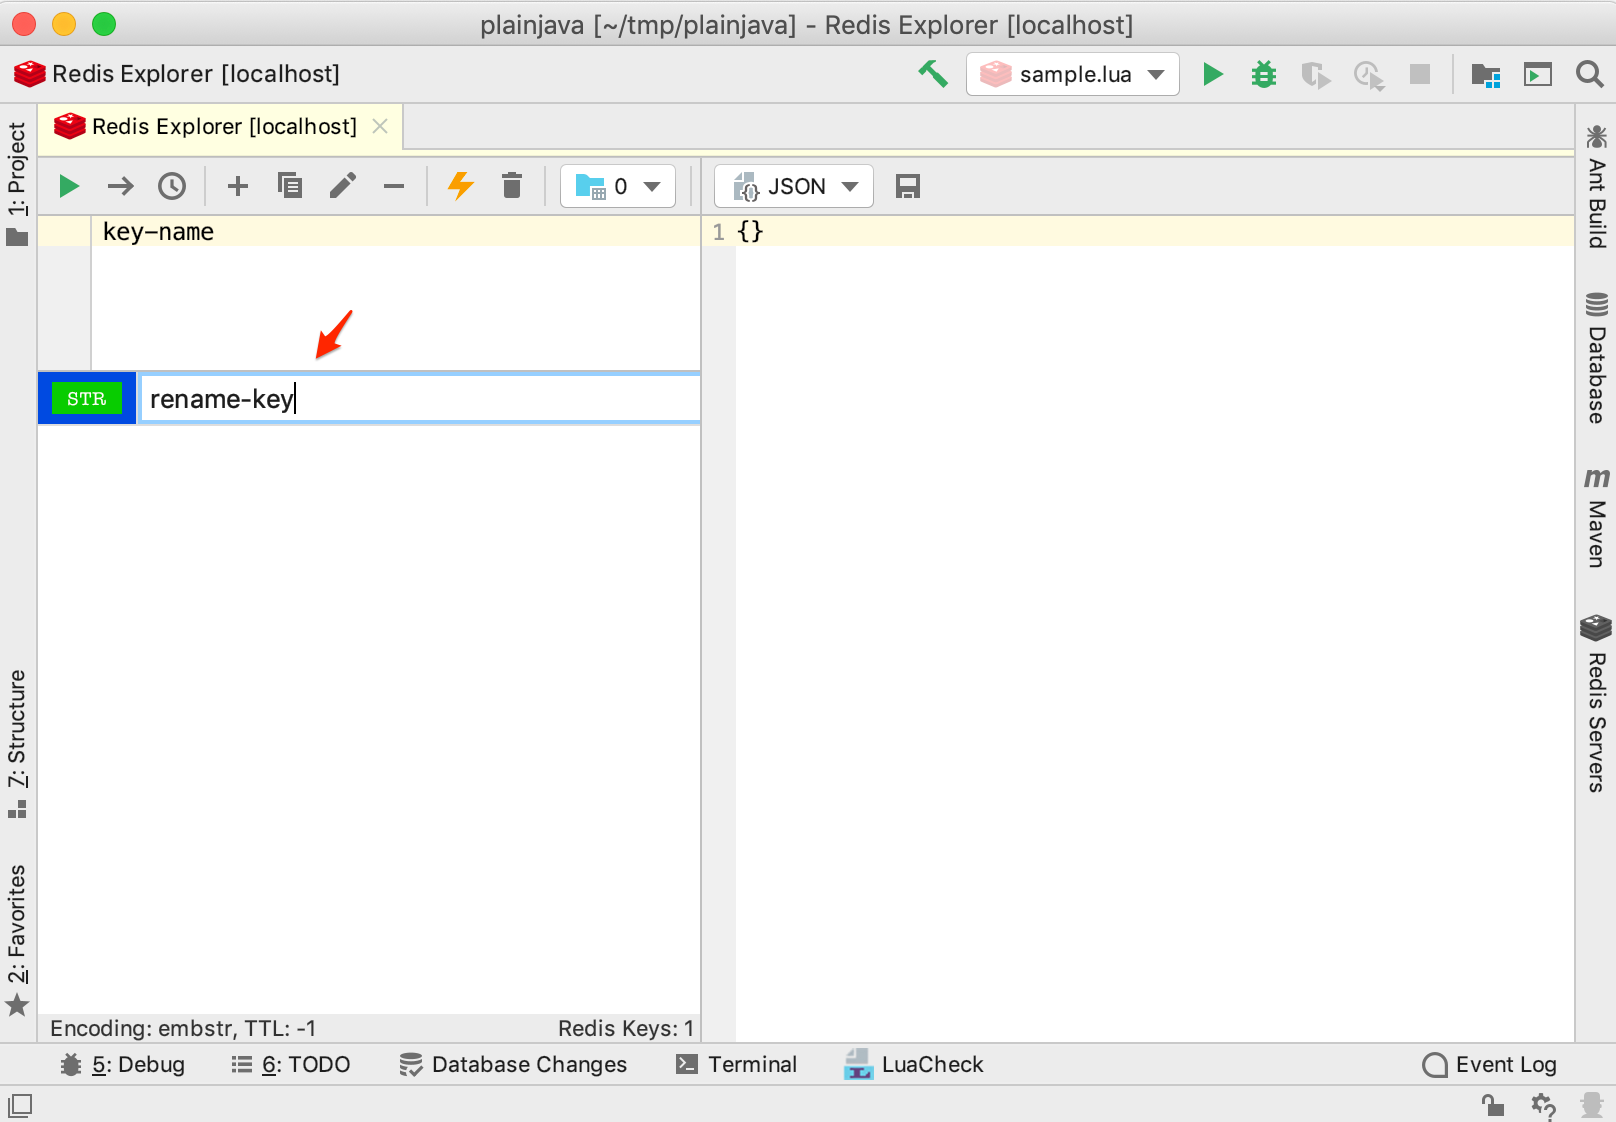 plainjava [~/tmp/plainjava] - Redis Explorer [localhost]
Redis Explorer [localhost]
sample.lua
Redis Explorer [localhost]
0
JSON
key-name
1 {}
STR rename-key
1: Project
7: Structure
2: Favorites
Ant Build
Database
m Maven
Redis Servers
Encoding: embstr, TTL: -1
Redis Keys: 1
5: Debug
6: TODO
Database Changes
Terminal
LuaCheck
Event Log